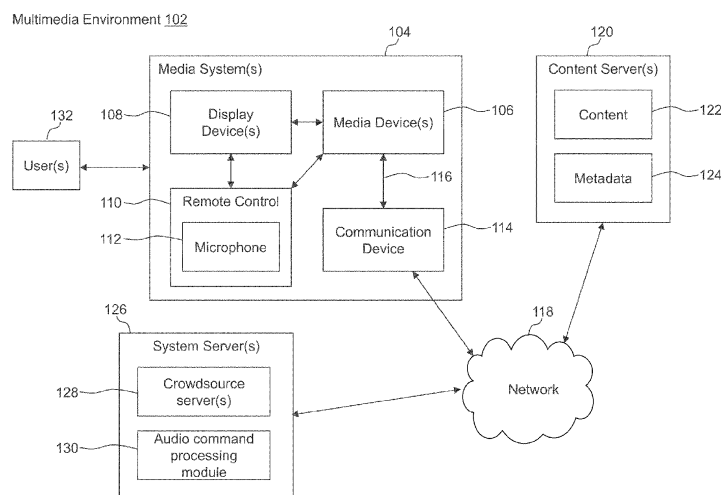 Multimedia Environment 102
104
120
Media System(s)
Content Server(s)
132
User(s)
108
Display
Device(s)
Media Device(s)
106
Content
122
110
Remote Control
112
Microphone
116
Communication
Device
114
Metadata
124
126
System Server(s)
128
Crowdsource
server(s)
130
Audio command
processing
module
118
Network